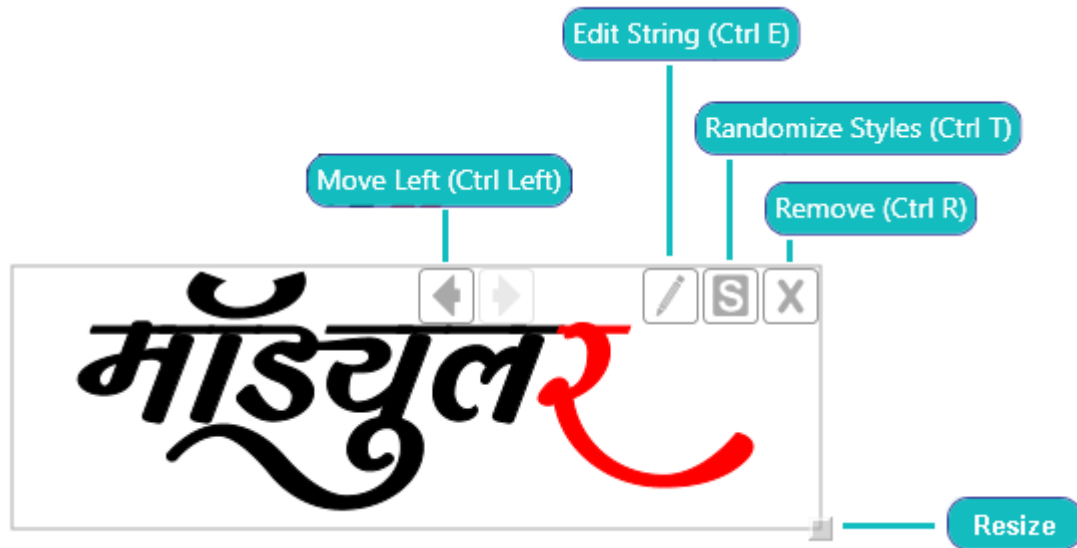 Edit String (Ctrl E)
Randomize Styles (Ctrl T)
Move Left (Ctrl Left)
Remove (Ctrl R)
S X
मॉड्युलर
Resize